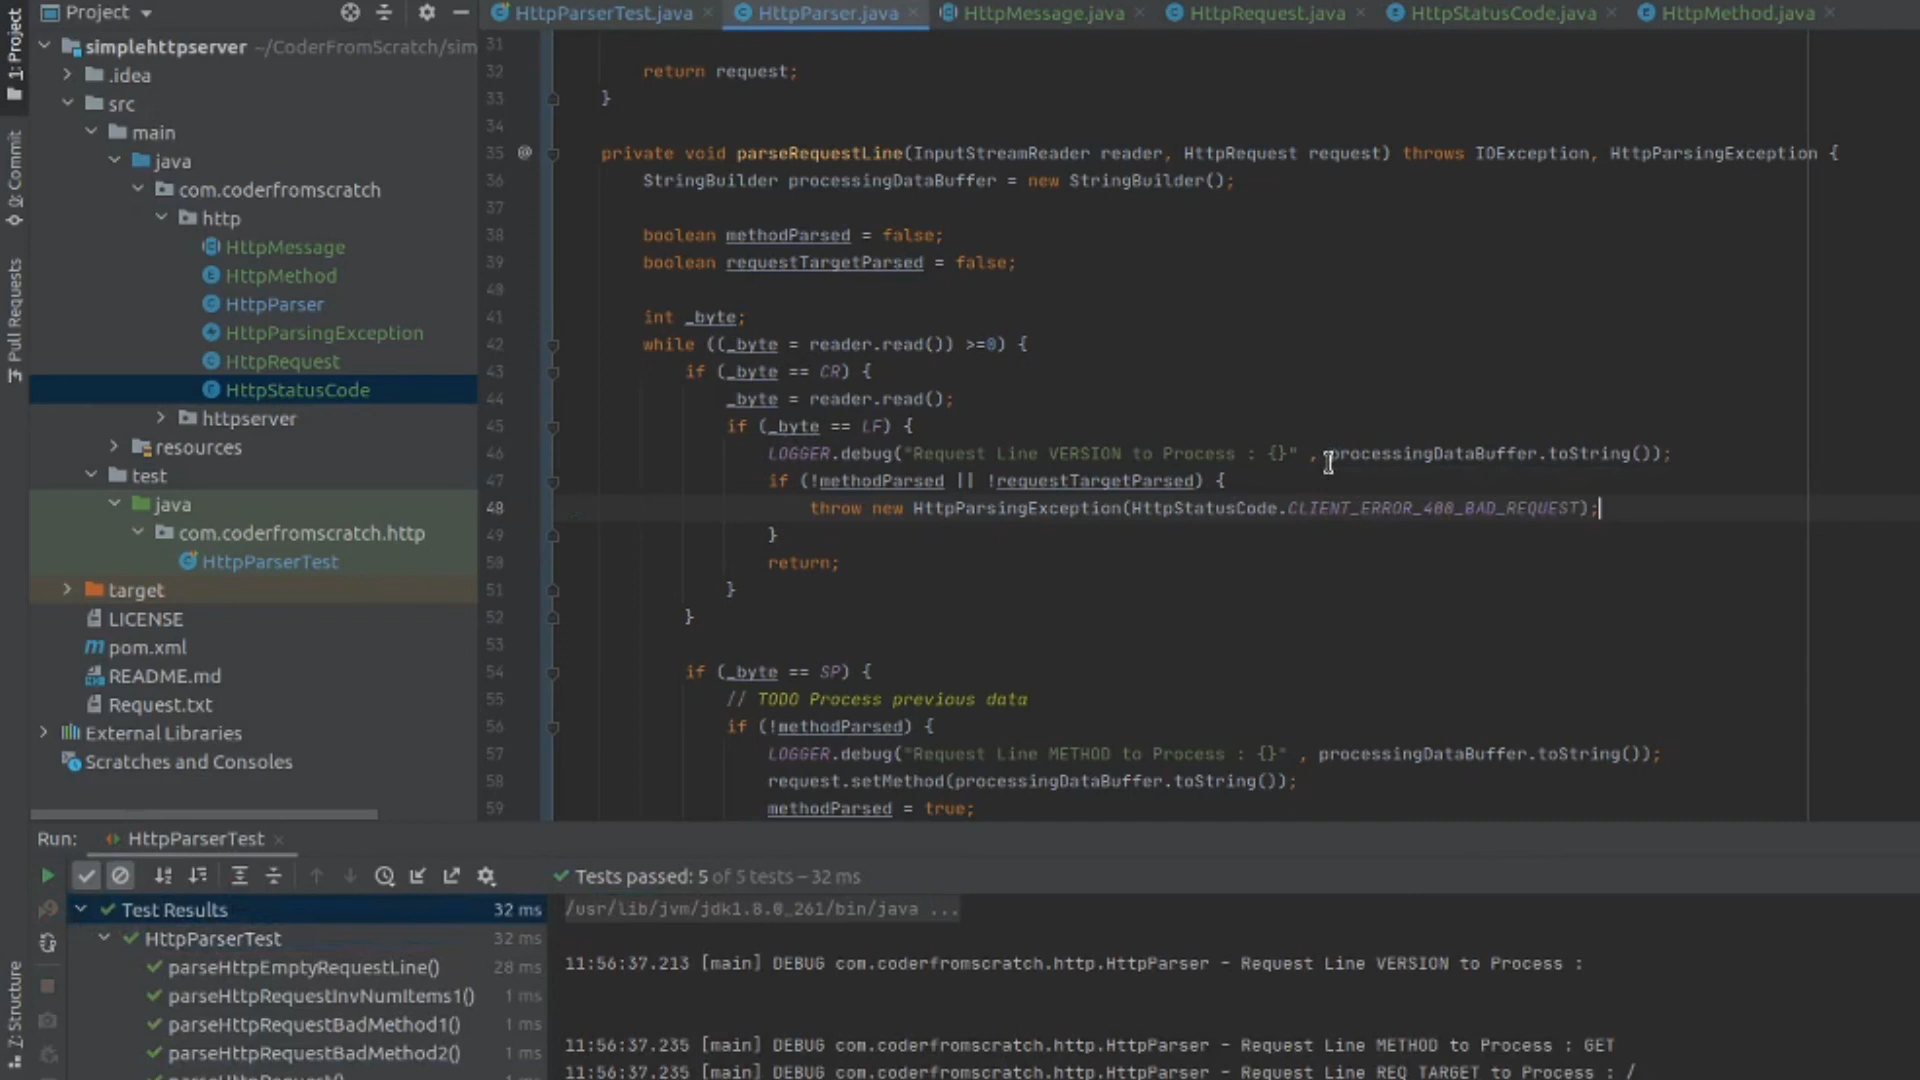 Project
HttpParserTest.java
HttpParser.java
HttpMessage.java
HttpRequest.java
HttpStatusCode.java
HttpMethod.java
1: Project
0: Commit
Pull Requests
Z: Structure
simplehttpserver ~/CoderFromScratch/sim
.idea
src
main
java
com.coderfromscratch
http
HttpMessage
HttpMethod
HttpParser
HttpParsingException
HttpRequest
HttpStatusCode
httpserver
resources
test
java
com.coderfromscratch.http
HttpParserTest
target
LICENSE
pom.xml
README.md
Request.txt
External Libraries
Scratches and Consoles
31
32 return request;
33 }
34
35 @ private void parseRequestLine(InputStreamReader reader, HttpRequest request) throws IOException, HttpParsingException {
36 StringBuilder processingDataBuffer = new StringBuilder();
37
38 boolean methodParsed = false;
39 boolean requestTargetParsed = false;
40
41 int _byte;
42 while ((_byte = reader.read()) >=0) {
43 if (_byte == CR) {
44 _byte = reader.read();
45 if (_byte == LF) {
46 LOGGER.debug("Request Line VERSION to Process : {}" , processingDataBuffer.toString());
47 if (!methodParsed || !requestTargetParsed) {
48 throw new HttpParsingException(HttpStatusCode.CLIENT_ERROR_400_BAD_REQUEST);
49 }
50 return;
51 }
52 }
53
54 if (_byte == SP) {
55 // TODO Process previous data
56 if (!methodParsed) {
57 LOGGER.debug("Request Line METHOD to Process : {}" , processingDataBuffer.toString());
58 request.setMethod(processingDataBuffer.toString());
59 methodParsed = true;
Run: HttpParserTest
Tests passed: 5 of 5 tests – 32 ms
Test Results 32 ms
HttpParserTest 32 ms
parseHttpEmptyRequestLine() 28 ms
parseHttpRequestInvNumItems1() 1 ms
parseHttpRequestBadMethod1() 1 ms
parseHttpRequestBadMethod2() 1 ms
/usr/lib/jvm/jdk1.8.0_261/bin/java ...
11:56:37.213 [main] DEBUG com.coderfromscratch.http.HttpParser - Request Line VERSION to Process :
11:56:37.235 [main] DEBUG com.coderfromscratch.http.HttpParser - Request Line METHOD to Process : GET
11:56:37.235 [main] DEBUG com.coderfromscratch.http.HttpParser - Request Line REQ TARGET to Process : /